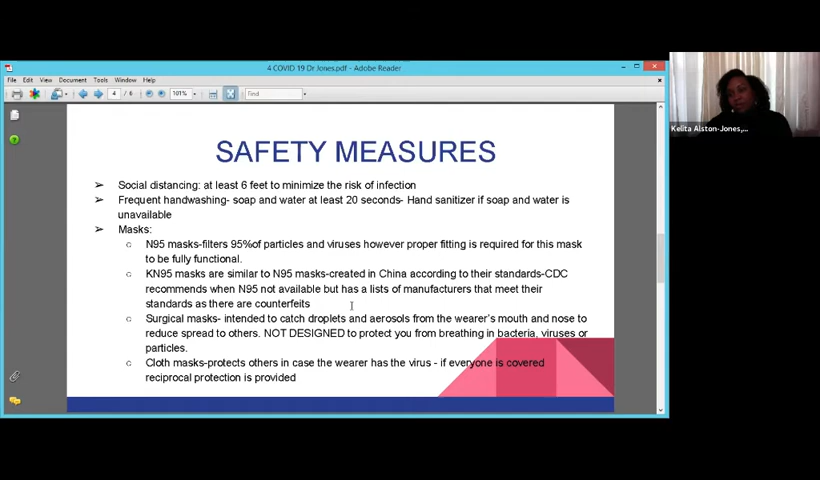 4 COVID 19 Dr Jones.pdf - Adobe Reader
File Edit View Document Tools Window Help
4 / 6 101% Find
Kelita Alston-Jones,...
SAFETY MEASURES
➢ Social distancing: at least 6 feet to minimize the risk of infection
➢ Frequent handwashing- soap and water at least 20 seconds- Hand sanitizer if soap and water is
unavailable
➢ Masks:
○ N95 masks-filters 95%of particles and viruses however proper fitting is required for this mask
to be fully functional.
○ KN95 masks are similar to N95 masks-created in China according to their standards-CDC
recommends when N95 not available but has a lists of manufacturers that meet their
standards as there are counterfeits
○ Surgical masks- intended to catch droplets and aerosols from the wearer's mouth and nose to
reduce spread to others. NOT DESIGNED to protect you from breathing in bacteria, viruses or
particles.
○ Cloth masks-protects others in case the wearer has the virus - if everyone is covered
reciprocal protection is provided